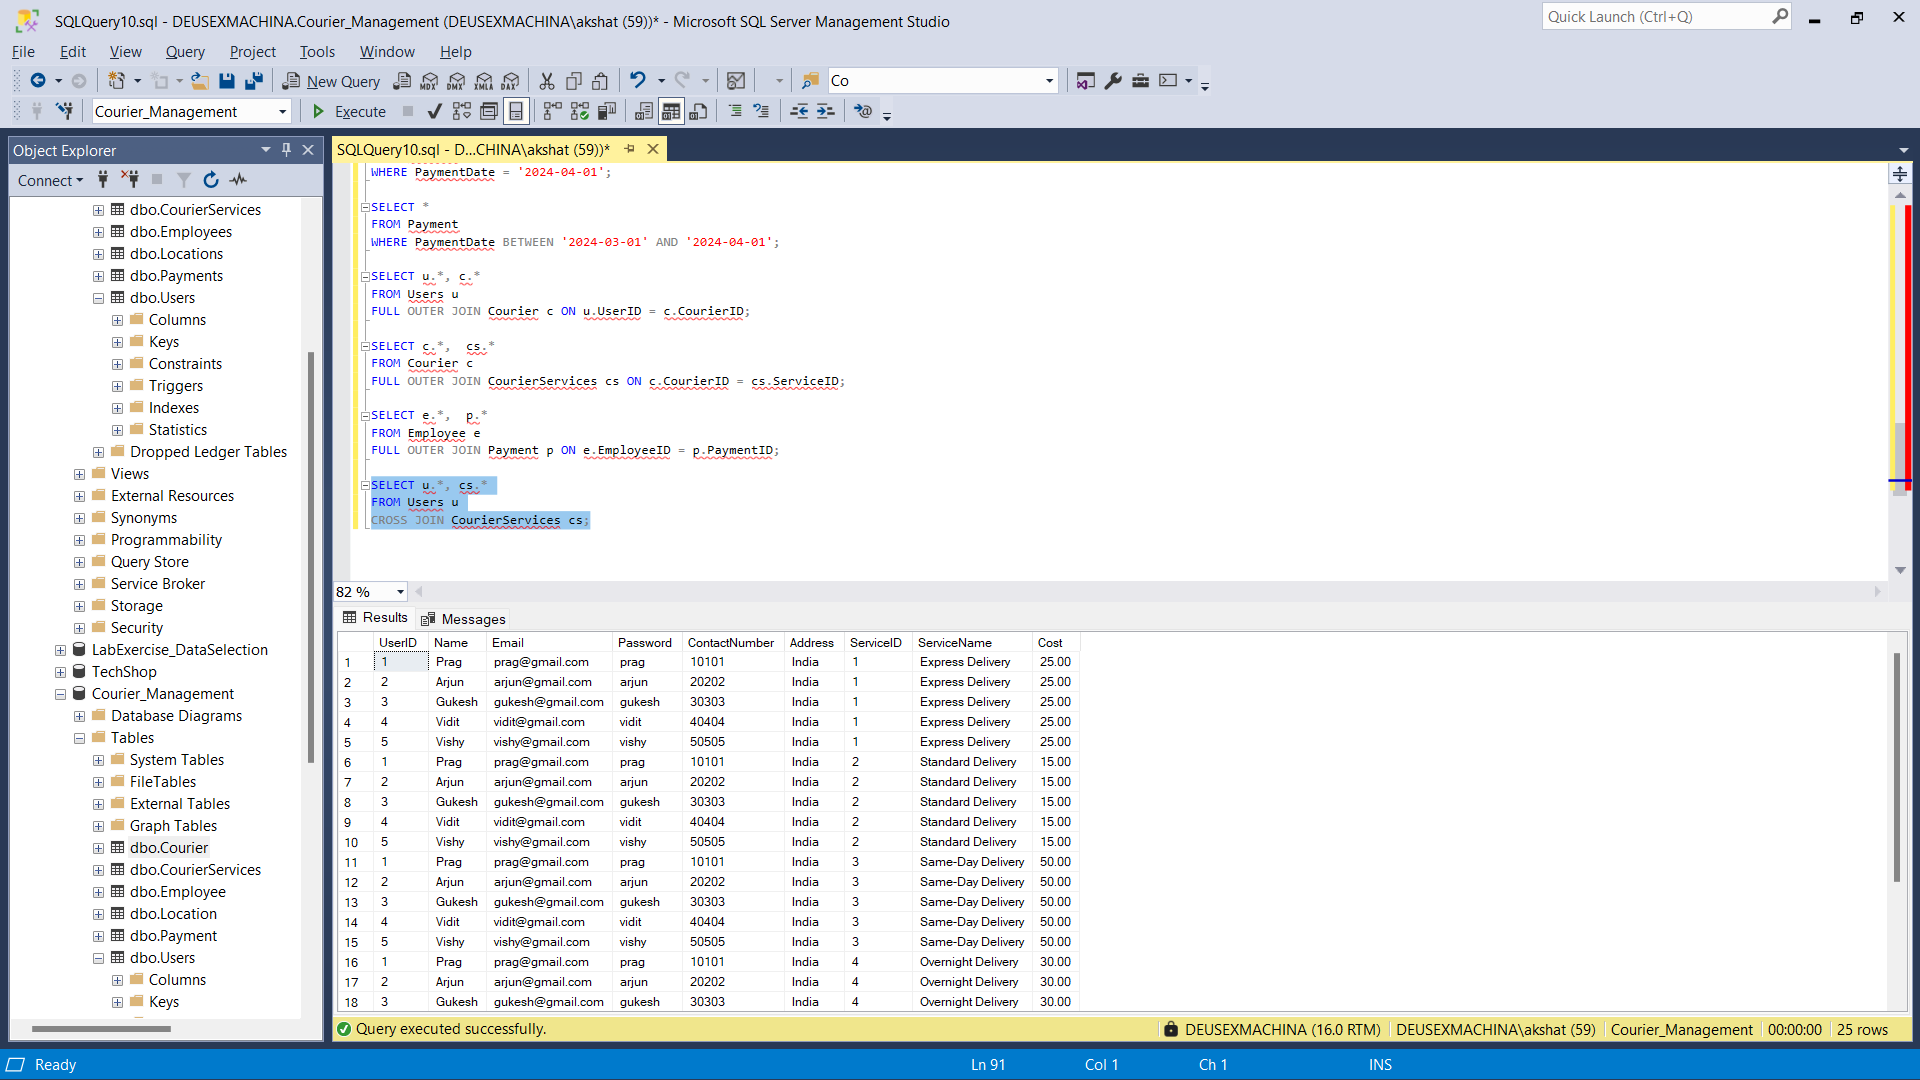 SQLQuery10.sql - DEUSEXMACHINA.Courier_Management (DEUSEXMACHINA\akshat (59))* - Microsoft SQL Server Management Studio
Quick Launch (Ctrl+Q)
File Edit View Query Project Tools Window Help
New Query MDX DMX XMLA DAX Co
Courier_Management Execute
Object Explorer
Connect
dbo.CourierServices
dbo.Employees
dbo.Locations
dbo.Payments
dbo.Users
Columns
Keys
Constraints
Triggers
Indexes
Statistics
Dropped Ledger Tables
Views
External Resources
Synonyms
Programmability
Query Store
Service Broker
Storage
Security
LabExercise_DataSelection
TechShop
Courier_Management
Database Diagrams
Tables
System Tables
FileTables
External Tables
Graph Tables
dbo.Courier
dbo.CourierServices
dbo.Employee
dbo.Location
dbo.Payment
dbo.Users
Columns
Keys
SQLQuery10.sql - D...CHINA\akshat (59))*
WHERE PaymentDate = '2024-04-01';
SELECT *
FROM Payment
WHERE PaymentDate BETWEEN '2024-03-01' AND '2024-04-01';
SELECT u.*, c.*
FROM Users u
FULL OUTER JOIN Courier c ON u.UserID = c.CourierID;
SELECT c.*,  cs.*
FROM Courier c
FULL OUTER JOIN CourierServices cs ON c.CourierID = cs.ServiceID;
SELECT e.*,  p.*
FROM Employee e
FULL OUTER JOIN Payment p ON e.EmployeeID = p.PaymentID;
SELECT u.*, cs.*
FROM Users u
CROSS JOIN CourierServices cs;
82 %
Results Messages
UserID Name Email Password ContactNumber Address ServiceID ServiceName Cost
1 1 Prag prag@gmail.com prag 10101 India 1 Express Delivery 25.00
2 2 Arjun arjun@gmail.com arjun 20202 India 1 Express Delivery 25.00
3 3 Gukesh gukesh@gmail.com gukesh 30303 India 1 Express Delivery 25.00
4 4 Vidit vidit@gmail.com vidit 40404 India 1 Express Delivery 25.00
5 5 Vishy vishy@gmail.com vishy 50505 India 1 Express Delivery 25.00
6 1 Prag prag@gmail.com prag 10101 India 2 Standard Delivery 15.00
7 2 Arjun arjun@gmail.com arjun 20202 India 2 Standard Delivery 15.00
8 3 Gukesh gukesh@gmail.com gukesh 30303 India 2 Standard Delivery 15.00
9 4 Vidit vidit@gmail.com vidit 40404 India 2 Standard Delivery 15.00
10 5 Vishy vishy@gmail.com vishy 50505 India 2 Standard Delivery 15.00
11 1 Prag prag@gmail.com prag 10101 India 3 Same-Day Delivery 50.00
12 2 Arjun arjun@gmail.com arjun 20202 India 3 Same-Day Delivery 50.00
13 3 Gukesh gukesh@gmail.com gukesh 30303 India 3 Same-Day Delivery 50.00
14 4 Vidit vidit@gmail.com vidit 40404 India 3 Same-Day Delivery 50.00
15 5 Vishy vishy@gmail.com vishy 50505 India 3 Same-Day Delivery 50.00
16 1 Prag prag@gmail.com prag 10101 India 4 Overnight Delivery 30.00
17 2 Arjun arjun@gmail.com arjun 20202 India 4 Overnight Delivery 30.00
18 3 Gukesh gukesh@gmail.com gukesh 30303 India 4 Overnight Delivery 30.00
Query executed successfully. DEUSEXMACHINA (16.0 RTM) DEUSEXMACHINA\akshat (59) Courier_Management 00:00:00 25 rows
Ready Ln 91 Col 1 Ch 1 INS